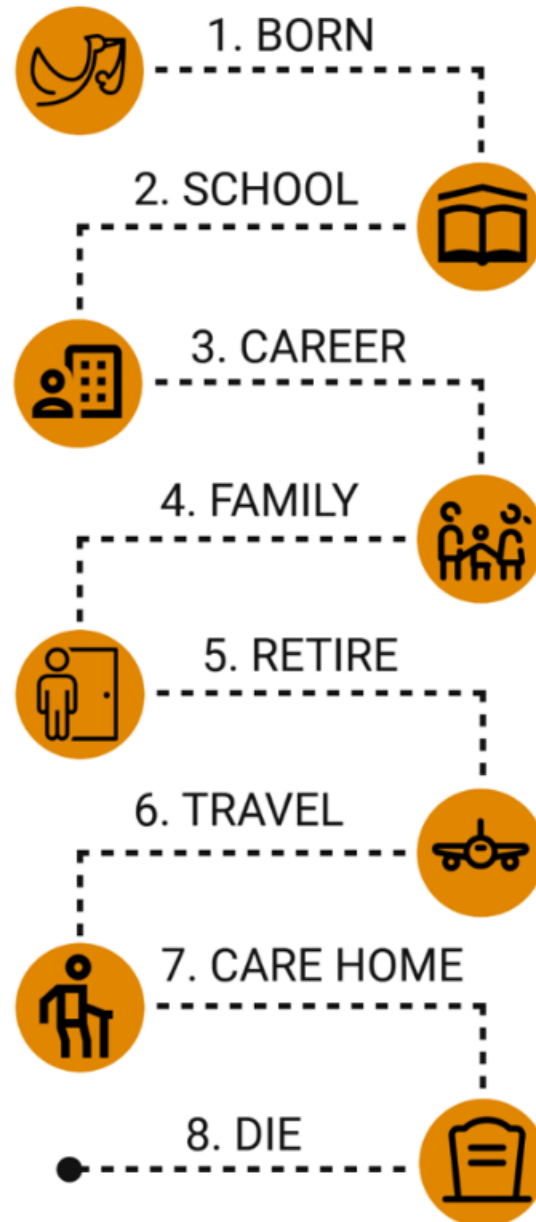 1. BORN
2. SCHOOL
3. CAREER
4. FAMILY
5. RETIRE
6. TRAVEL
7. CARE HOME
8. DIE